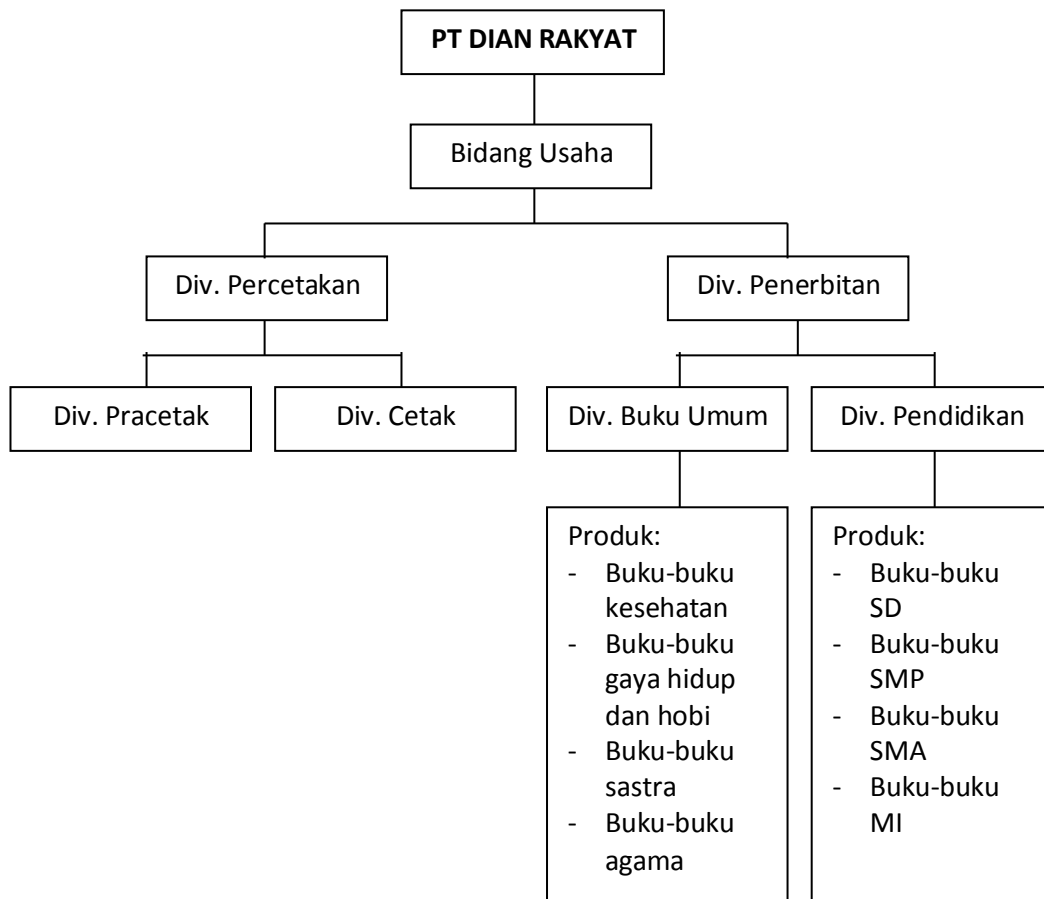 PT DIAN RAKYAT
Bidang Usaha
Div. Percetakan
Div. Penerbitan
Div. Pracetak
Div. Cetak
Div. Buku Umum
Div. Pendidikan
Produk:
- Buku-buku
kesehatan
- Buku-buku
gaya hidup
dan hobi
- Buku-buku
sastra
- Buku-buku
agama
Produk:
- Buku-buku
SD
- Buku-buku
SMP
- Buku-buku
SMA
- Buku-buku
MI